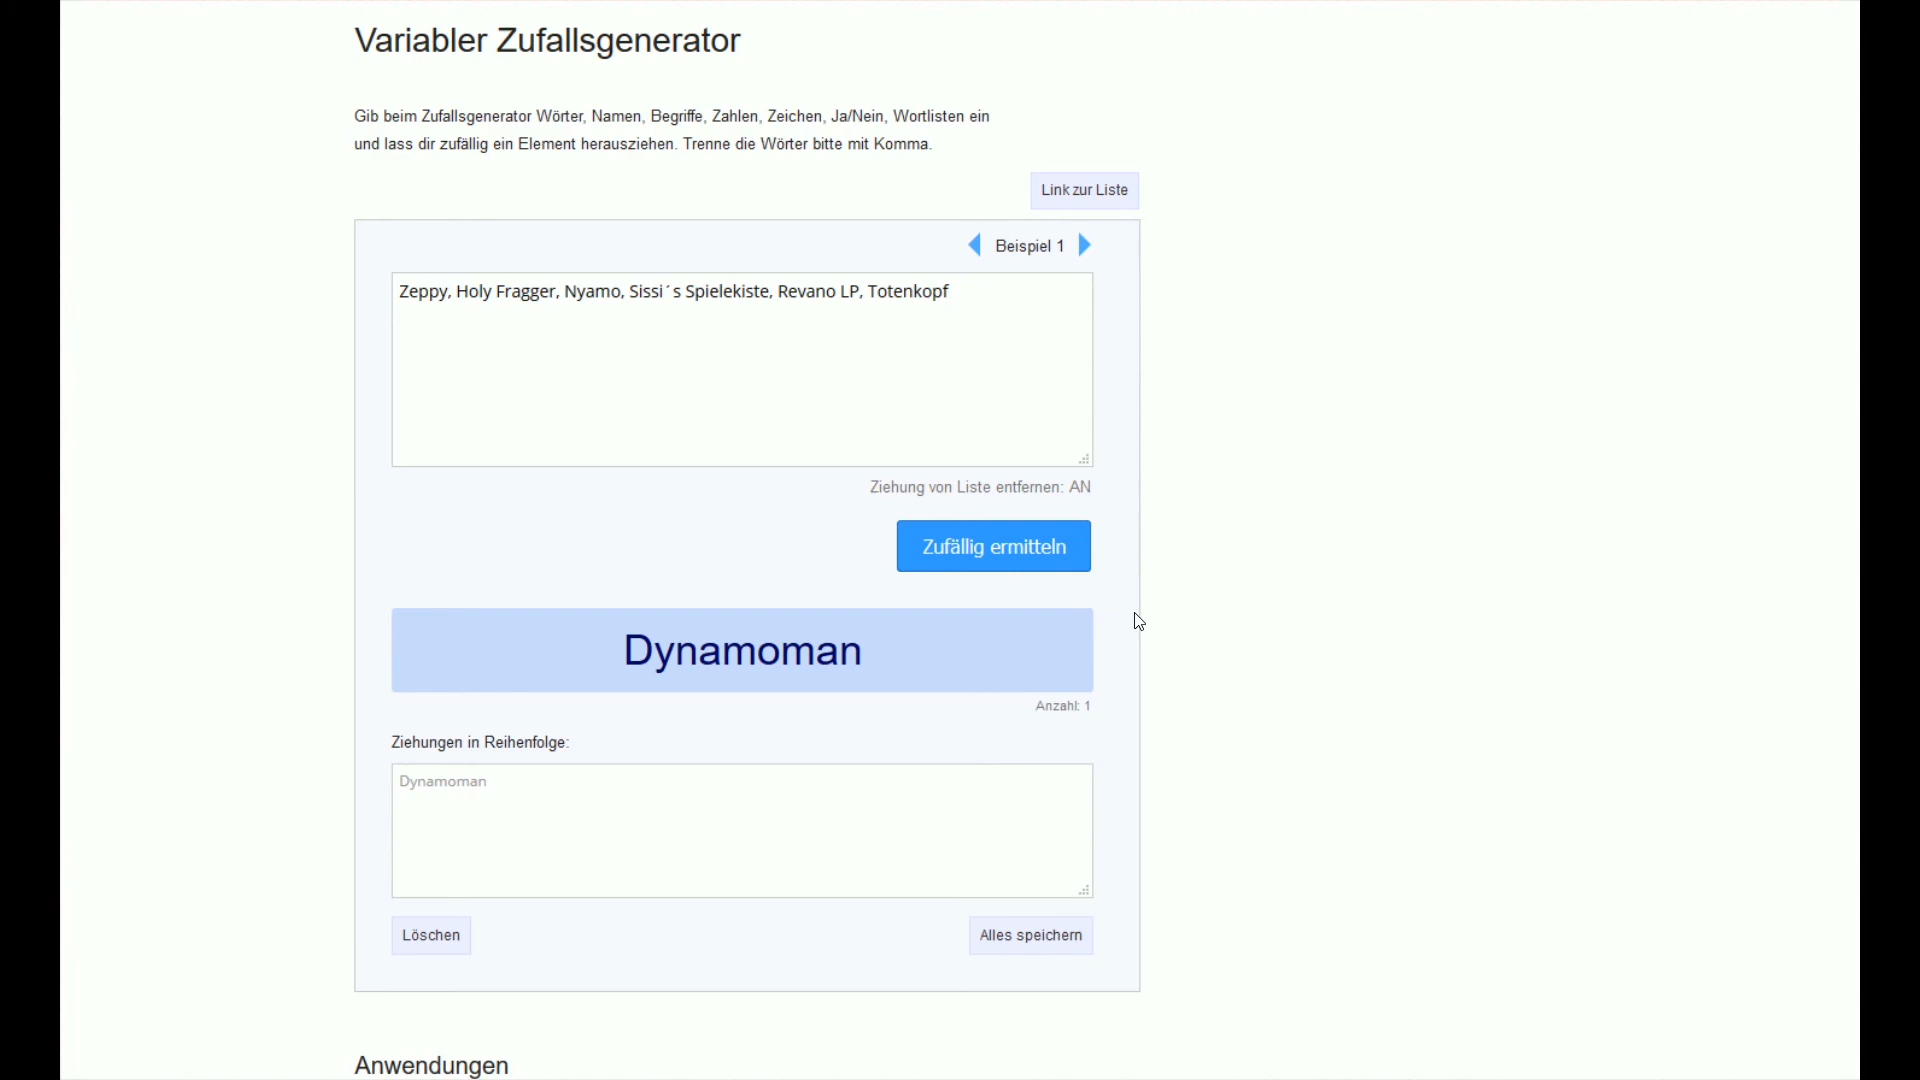 Variabler Zufallsgenerator
Gib beim Zufallsgenerator Wörter, Namen, Begriffe, Zahlen, Zeichen, Ja/Nein, Wortlisten ein
und lass dir zufällig ein Element herausziehen. Trenne die Wörter bitte mit Komma.
Link zur Liste
Beispiel 1
Zeppy, Holy Fragger, Nyamo, Sissi´s Spielekiste, Revano LP, Totenkopf
Ziehung von Liste entfernen: AN
Zufällig ermitteln
Dynamoman
Anzahl: 1
Ziehungen in Reihenfolge:
Dynamoman
Löschen
Alles speichern
Anwendungen